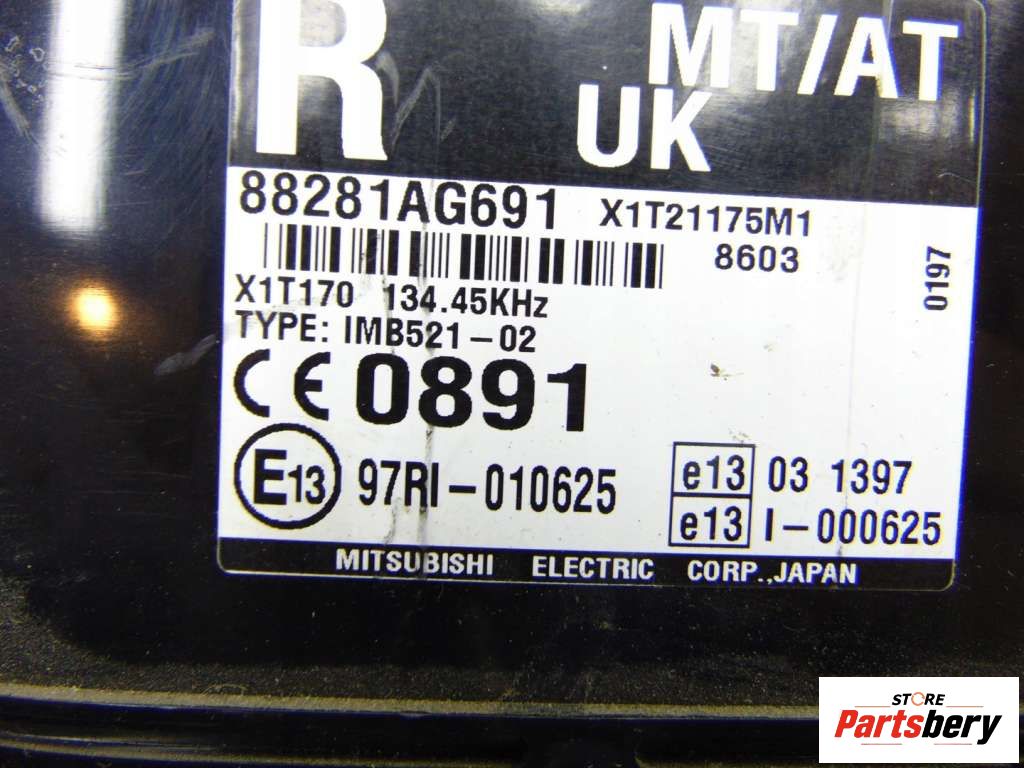 R MT/AT
UK
88281AG691 X1T21175M1
8603
0197
X1T170 134.45KHz
TYPE: IMB521-02
CE 0891
E13 97RI-010625
e13 03 1397
e13 I-000625
MITSUBISHI ELECTRIC CORP.,JAPAN
STORE
Partsbery